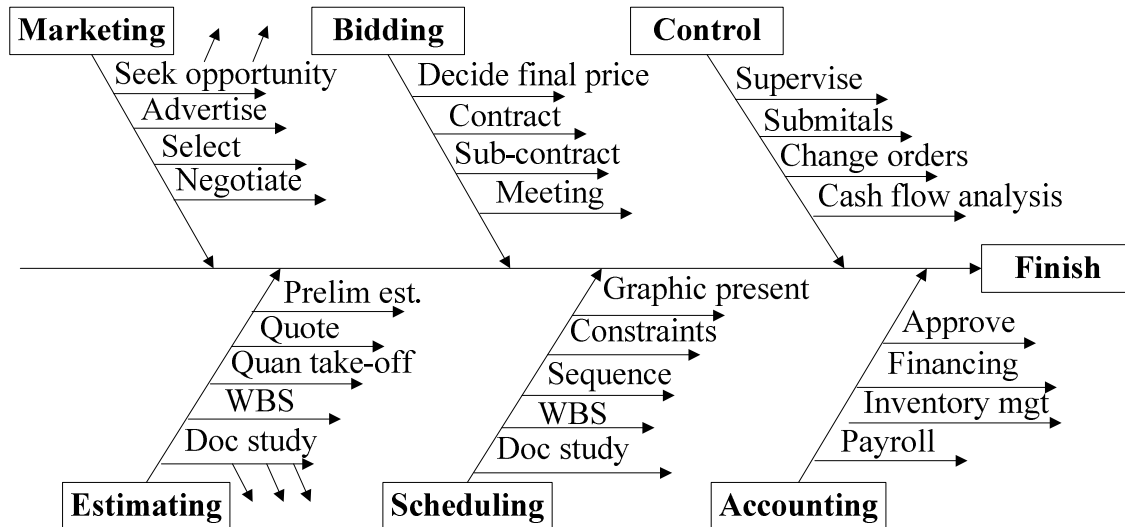 Marketing
Seek opportunity
Advertise
Select
Negotiate
Bidding
Decide final price
Contract
Sub-contract
Meeting
Control
Supervise
Submitals
Change orders
Cash flow analysis
Finish
Prelim est.
Quote
Quan take-off
WBS
Doc study
Estimating
Graphic present
Constraints
Sequence
WBS
Doc study
Scheduling
Approve
Financing
Inventory mgt
Payroll
Accounting